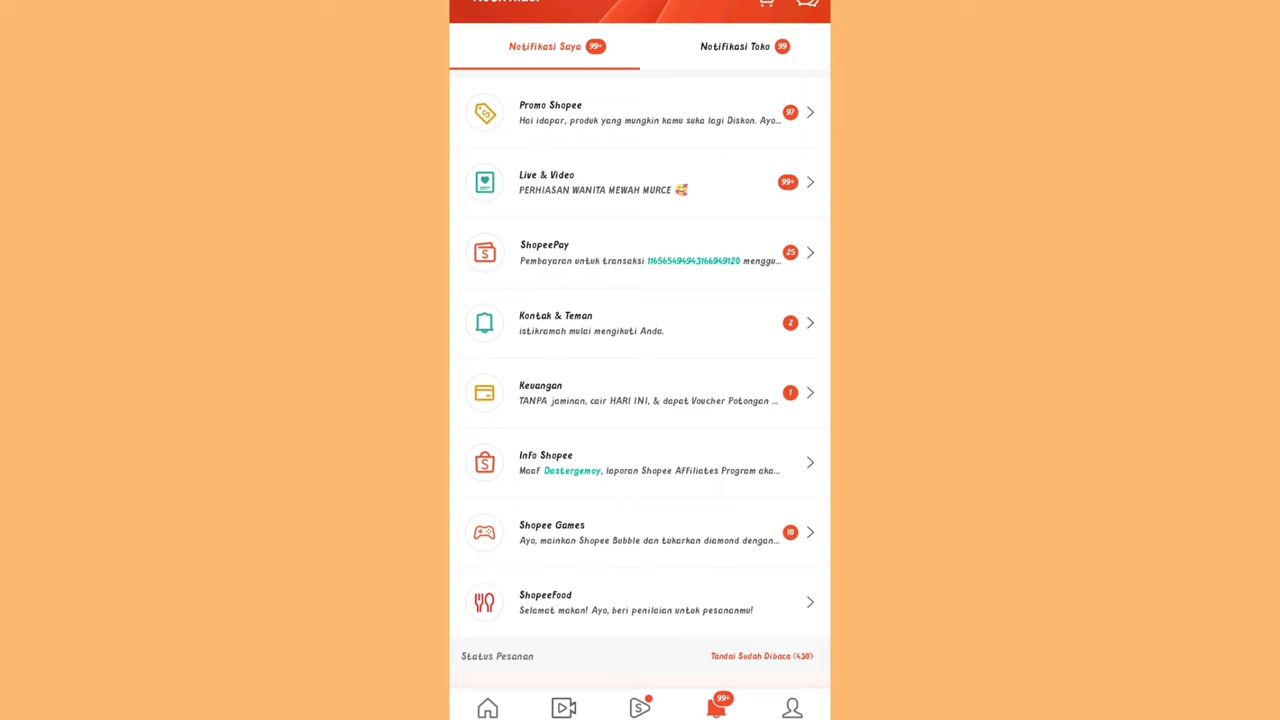 Notifikasi Saya 99+
Notifikasi Toko 99
Promo Shopee
Hai idapar, produk yang mungkin kamu suka lagi Diskon. Ayo...
97
Live & Video
PERHIASAN WANITA MEWAH MURCE 🥰
99+
ShopeePay
Pembayaran untuk transaksi 116565494943166949120 menggu...
25
Kontak & Teman
istikramah mulai mengikuti Anda.
2
Keuangan
TANPA jaminan, cair HARI INI, & dapat Voucher Potongan ...
1
Info Shopee
Maaf Dastergemoy, laporan Shopee Affiliates Program aka...
Shopee Games
Ayo, mainkan Shopee Bubble dan tukarkan diamond dengan...
10
ShopeeFood
Selamat makan! Ayo, beri penilaian untuk pesananmu!
Status Pesanan
Tandai Sudah Dibaca (430)
99+